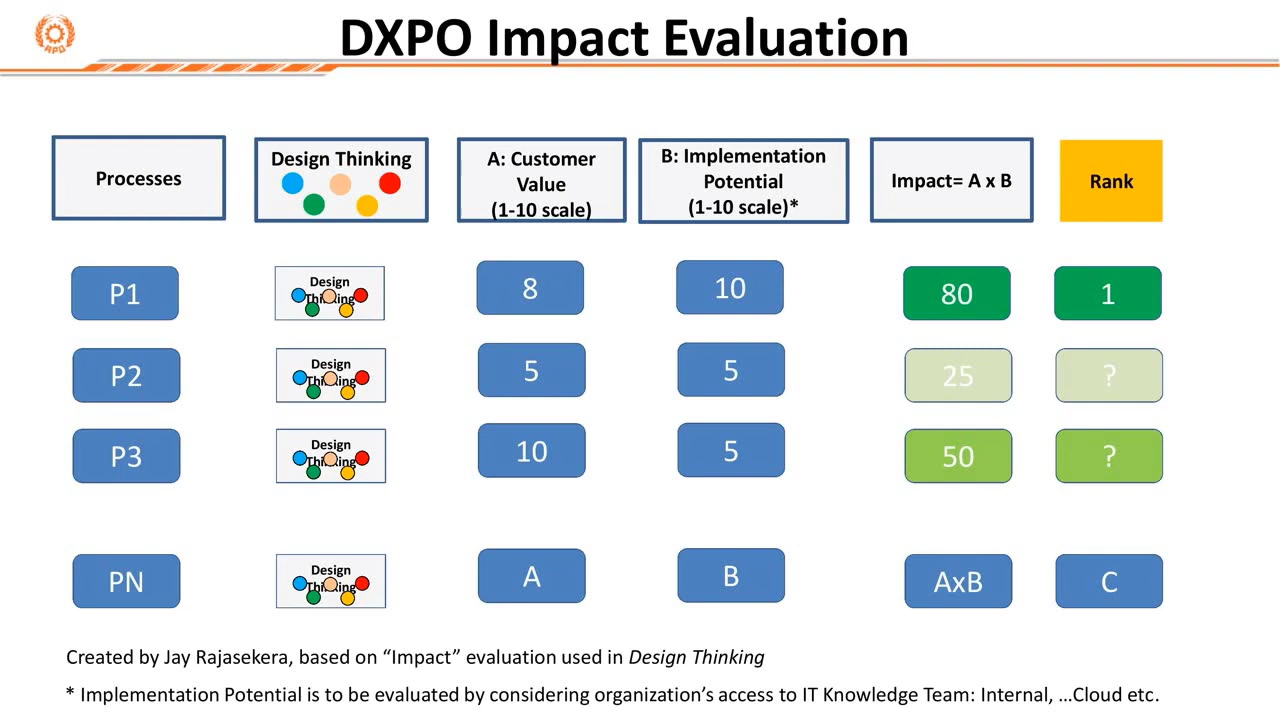 APO
DXPO Impact Evaluation
Processes
Design Thinking
A: Customer
Value
(1-10 scale)
B: Implementation
Potential
(1-10 scale)*
Impact= A x B
Rank
P1
Design
Thinking
8
10
80
1
P2
Design
Thinking
5
5
25
?
P3
Design
Thinking
10
5
50
?
PN
Design
Thinking
A
B
AxB
C
Created by Jay Rajasekera, based on “Impact” evaluation used in Design Thinking
* Implementation Potential is to be evaluated by considering organization’s access to IT Knowledge Team: Internal, …Cloud etc.